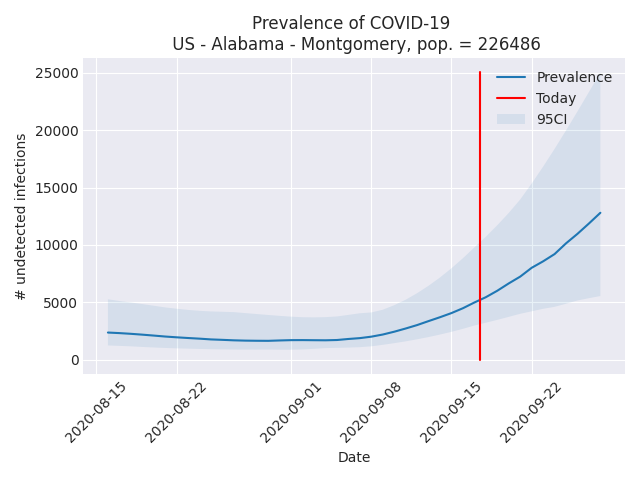 Prevalence of COVID-19
US - Alabama - Montgomery, pop. = 226486
25000
20000
15000
10000
5000
0
# undetected infections
Prevalence
Today
95CI
2020-08-15
2020-08-22
2020-09-01
2020-09-08
2020-09-15
2020-09-22
Date